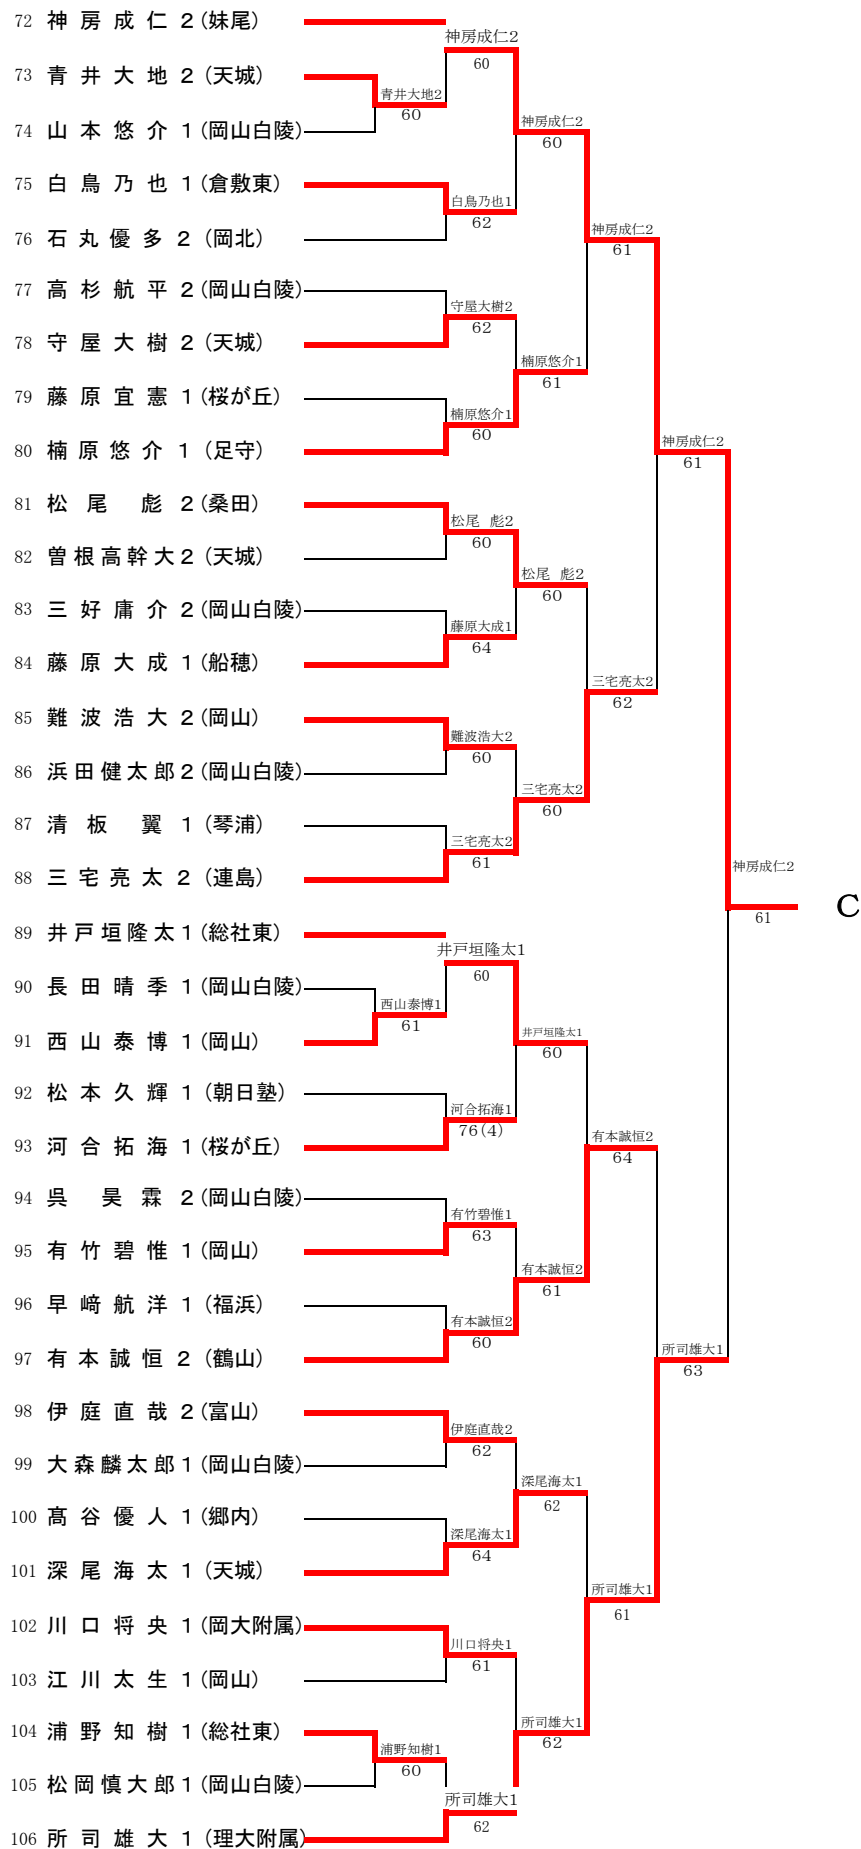 72 神 房 成 仁 2 (妹尾)
神房成仁2
60
73 青 井 大 地 2 (天城)
青井大地2
60
神房成仁2
60
74 山 本 悠 介 1 (岡山白陵)
75 白 鳥 乃 也 1 (倉敷東)
白鳥乃也1
62
神房成仁2
61
76 石 丸 優 多 2 (岡北)
77 高 杉 航 平 2 (岡山白陵)
守屋大樹2
62
78 守 屋 大 樹 2 (天城)
楠原悠介1
61
79 藤 原 宜 憲 1 (桜が丘)
楠原悠介1
60
80 楠 原 悠 介 1 (足守)
神房成仁2
61
81 松 尾 彪 2 (桑田)
松尾 彪2
60
82 曽 根 高 幹 大 2 (天城)
松尾 彪2
60
83 三 好 庸 介 2 (岡山白陵)
藤原大成1
64
84 藤 原 大 成 1 (船穂)
三宅亮太2
62
85 難 波 浩 大 2 (岡山)
難波浩大2
60
86 浜 田 健 太 郎 2 (岡山白陵)
三宅亮太2
60
87 清 板 翼 1 (琴浦)
三宅亮太2
61
88 三 宅 亮 太 2 (連島)
神房成仁2
61
C
89 井 戸 垣 隆 太 1 (総社東)
井戸垣隆太1
60
90 長 田 晴 季 1 (岡山白陵)
西山泰博1
61
91 西 山 泰 博 1 (岡山)
井戸垣隆太1
60
92 松 本 久 輝 1 (朝日塾)
河合拓海1
76(4)
93 河 合 拓 海 1 (桜が丘)
有本誠恒2
64
94 呉 昊 霖 2 (岡山白陵)
有竹碧惟1
63
95 有 竹 碧 惟 1 (岡山)
有本誠恒2
61
96 早 﨑 航 洋 1 (福浜)
有本誠恒2
60
97 有 本 誠 恒 2 (鶴山)
所司雄大1
63
98 伊 庭 直 哉 2 (富山)
伊庭直哉2
62
99 大 森 麟 太 郎 1 (岡山白陵)
深尾海太1
62
100 髙 谷 優 人 1 (郷内)
深尾海太1
64
101 深 尾 海 太 1 (天城)
所司雄大1
61
102 川 口 将 央 1 (岡大附属)
川口将央1
61
103 江 川 太 生 1 (岡山)
所司雄大1
62
104 浦 野 知 樹 1 (総社東)
浦野知樹1
60
105 松 岡 慎 太 郎 1 (岡山白陵)
所司雄大1
62
106 所 司 雄 大 1 (理大附属)